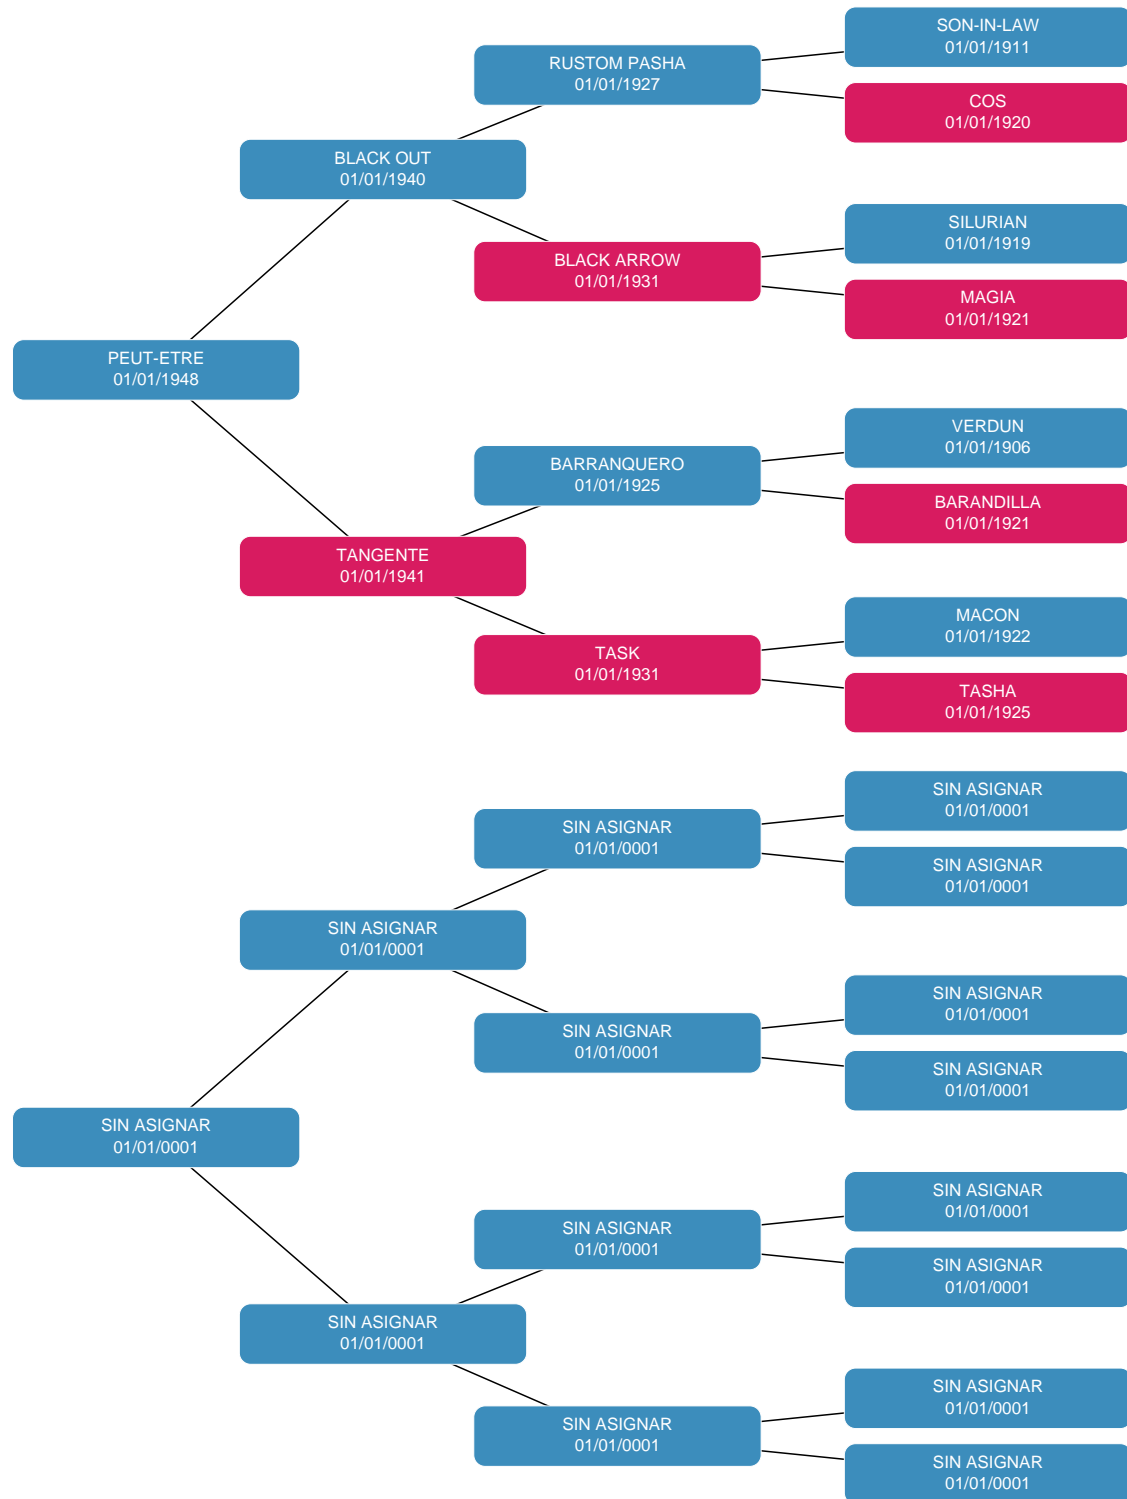 SON-IN-LAW
01/01/1911
RUSTOM PASHA
01/01/1927
COS
01/01/1920
BLACK OUT
01/01/1940
SILURIAN
01/01/1919
BLACK ARROW
01/01/1931
MAGIA
01/01/1921
PEUT-ETRE
01/01/1948
VERDUN
01/01/1906
BARRANQUERO
01/01/1925
BARANDILLA
01/01/1921
TANGENTE
01/01/1941
MACON
01/01/1922
TASK
01/01/1931
TASHA
01/01/1925
SIN ASIGNAR
01/01/0001
SIN ASIGNAR
01/01/0001
SIN ASIGNAR
01/01/0001
SIN ASIGNAR
01/01/0001
SIN ASIGNAR
01/01/0001
SIN ASIGNAR
01/01/0001
SIN ASIGNAR
01/01/0001
SIN ASIGNAR
01/01/0001
SIN ASIGNAR
01/01/0001
SIN ASIGNAR
01/01/0001
SIN ASIGNAR
01/01/0001
SIN ASIGNAR
01/01/0001
SIN ASIGNAR
01/01/0001
SIN ASIGNAR
01/01/0001
SIN ASIGNAR
01/01/0001